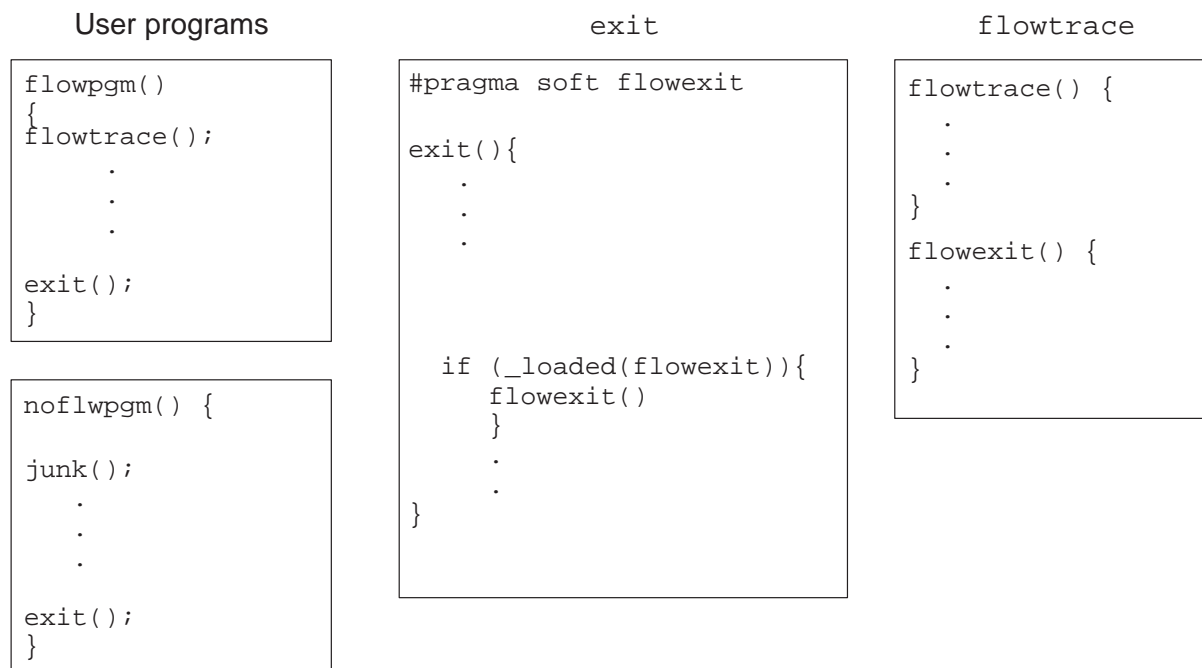 User programs
flowpgm()
{
flowtrace();
.
.
.
exit();
}
noflwpgm() {
junk();
.
.
.
exit();
}
exit
#pragma soft flowexit
exit(){
.
.
.
if (_loaded(flowexit)){
flowexit()
}
.
.
}
flowtrace
flowtrace() {
.
.
.
}
flowexit() {
.
.
.
}